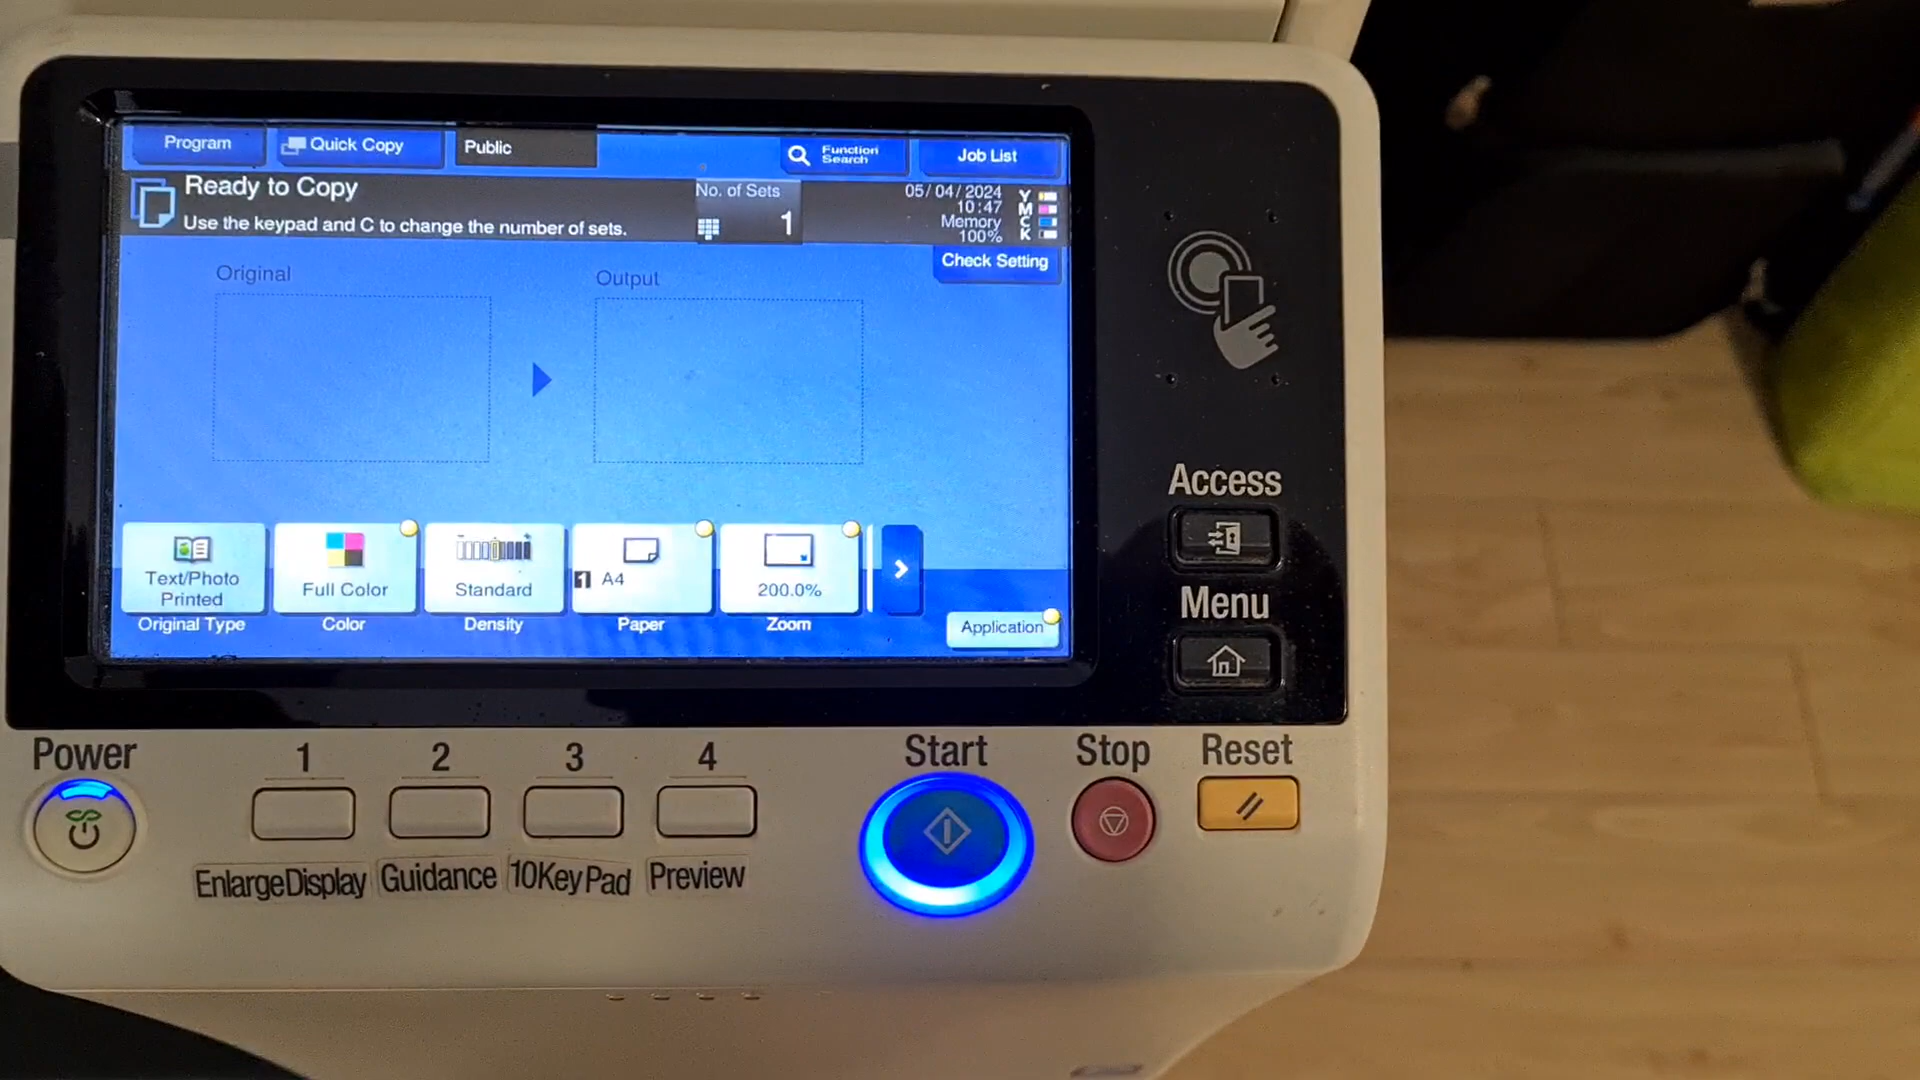 Program Quick Copy Public Function Search Job List
Ready to Copy
Use the keypad and C to change the number of sets.
No. of Sets
1
05/04/2024
10:47
Memory
100%
Y
M
C
K
Check Setting
Original Output
Text/Photo Printed
Full Color
Standard
1 A4
200.0%
Original Type Color Density Paper Zoom
Application
Access
Menu
Power 1 2 3 4 Start Stop Reset
EnlargeDisplay Guidance 10KeyPad Preview